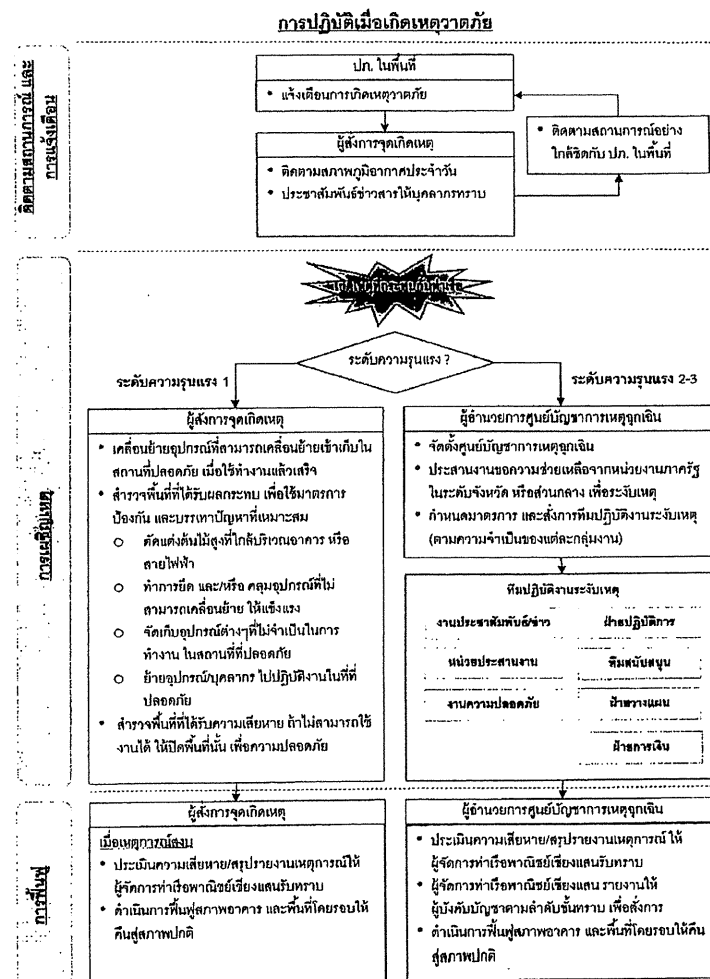 การปฏิบัติเมื่อเกิดเหตุวาตภัย
ติดตามสถานการณ์ และ
การแจ้งเตือน
ปภ. ในพื้นที่
• แจ้งเตือนการเกิดเหตุวาตภัย
ผู้สั่งการจุดเกิดเหตุ
• ติดตามสภาพภูมิอากาศประจำวัน
• ประชาสัมพันธ์ข่าวสารให้บุคลากรทราบ
• ติดตามสถานการณ์อย่าง
ใกล้ชิดกับ ปภ. ในพื้นที่
การเผชิญเหตุ
ระดับความรุนแรง ?
ระดับความรุนแรง 1
ระดับความรุนแรง 2-3
ผู้สั่งการจุดเกิดเหตุ
• เคลื่อนย้ายอุปกรณ์ที่สามารถเคลื่อนย้ายเข้าเก็บใน
สถานที่ปลอดภัย เมื่อใช้ทำงานแล้วเสร็จ
• สำรวจพื้นที่ที่ได้รับผลกระทบ เพื่อใช้มาตรการ
ป้องกัน และบรรเทาปัญหาที่เหมาะสม
o ตัดแต่งต้นไม้สูงที่ใกล้บริเวณอาคาร หรือ
สายไฟฟ้า
o ทำการยึด และ/หรือ คลุมอุปกรณ์ที่ไม่
สามารถเคลื่อนย้าย ให้แข็งแรง
o จัดเก็บอุปกรณ์ต่างๆที่ไม่จำเป็นในการ
ทำงาน ในสถานที่ที่ปลอดภัย
o ย้ายอุปกรณ์/บุคลากร ไปปฏิบัติงานในที่ที่
ปลอดภัย
• สำรวจพื้นที่ที่ได้รับความเสียหาย ถ้าไม่สามารถใช้
งานได้ ให้ปิดพื้นที่นั้น เพื่อความปลอดภัย
ผู้อำนวยการศูนย์บัญชาการเหตุฉุกเฉิน
• จัดตั้งศูนย์บัญชาการเหตุฉุกเฉิน
• ประสานงานขอความช่วยเหลือจากหน่วยงานภาครัฐ
ในระดับจังหวัด หรือส่วนกลาง เพื่อระงับเหตุ
• กำหนดมาตรการ และสั่งการทีมปฏิบัติงานระงับเหตุ
(ตามความจำเป็นของแต่ละกลุ่มงาน)
ทีมปฏิบัติงานระงับเหตุ
งานประชาสัมพันธ์/ข่าว
ฝ่ายปฏิบัติการ
หน่วยประสานงาน
ทีมสนับสนุน
งานความปลอดภัย
ฝ่ายวางแผน
ฝ่ายการเงิน
การฟื้นฟู
ผู้สั่งการจุดเกิดเหตุ
เมื่อเหตุการณ์สงบ
• ประเมินความเสียหาย/สรุปรายงานเหตุการณ์ให้
ผู้จัดการท่าเรือพาณิชย์เชียงแสนรับทราบ
• ดำเนินการฟื้นฟูสภาพอาคาร และพื้นที่โดยรอบให้
คืนสู่สภาพปกติ
ผู้อำนวยการศูนย์บัญชาการเหตุฉุกเฉิน
• ประเมินความเสียหาย/สรุปรายงานเหตุการณ์ ให้
ผู้จัดการท่าเรือพาณิชย์เชียงแสนรับทราบ
• ผู้จัดการท่าเรือพาณิชย์เชียงแสน รายงานให้
ผู้บังคับบัญชาตามลำดับชั้นทราบ เพื่อสั่งการ
• ดำเนินการฟื้นฟูสภาพอาคาร และพื้นที่โดยรอบให้คืน
สู่สภาพปกติ